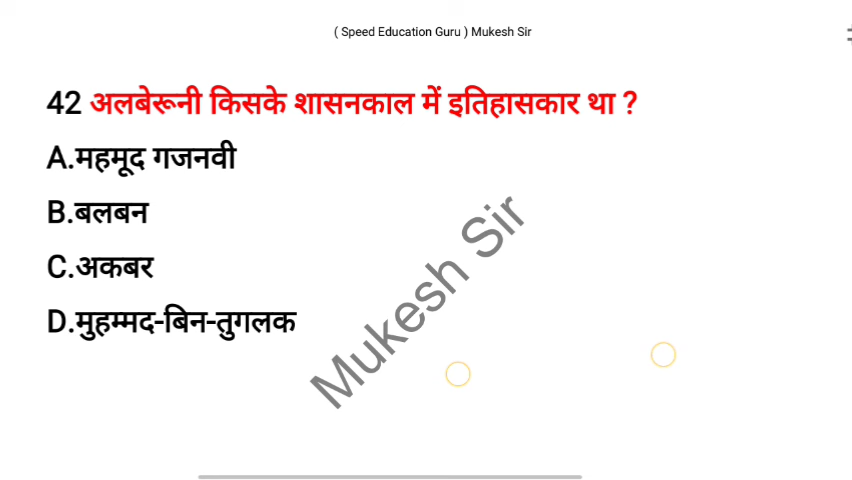 ( Speed Education Guru ) Mukesh Sir
42 अलबेरूनी किसके शासनकाल में इतिहासकार था ?
A.महमूद गजनवी
B.बलबन
C.अकबर
D.मुहम्मद-बिन-तुगलक
Mukesh Sir